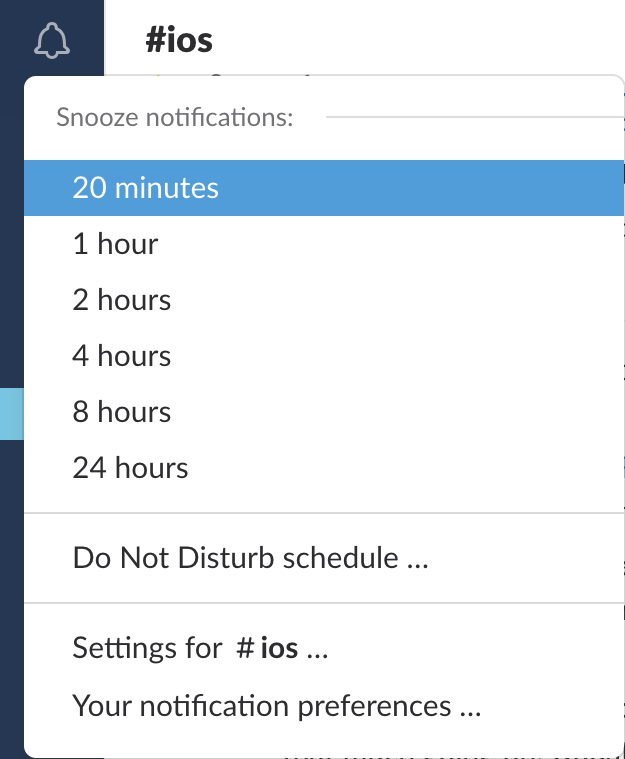 #ios
Snooze notifications:
20 minutes
1 hour
2 hours
4 hours
8 hours
24 hours
Do Not Disturb schedule ...
Settings for # ios ...
Your notification preferences ...